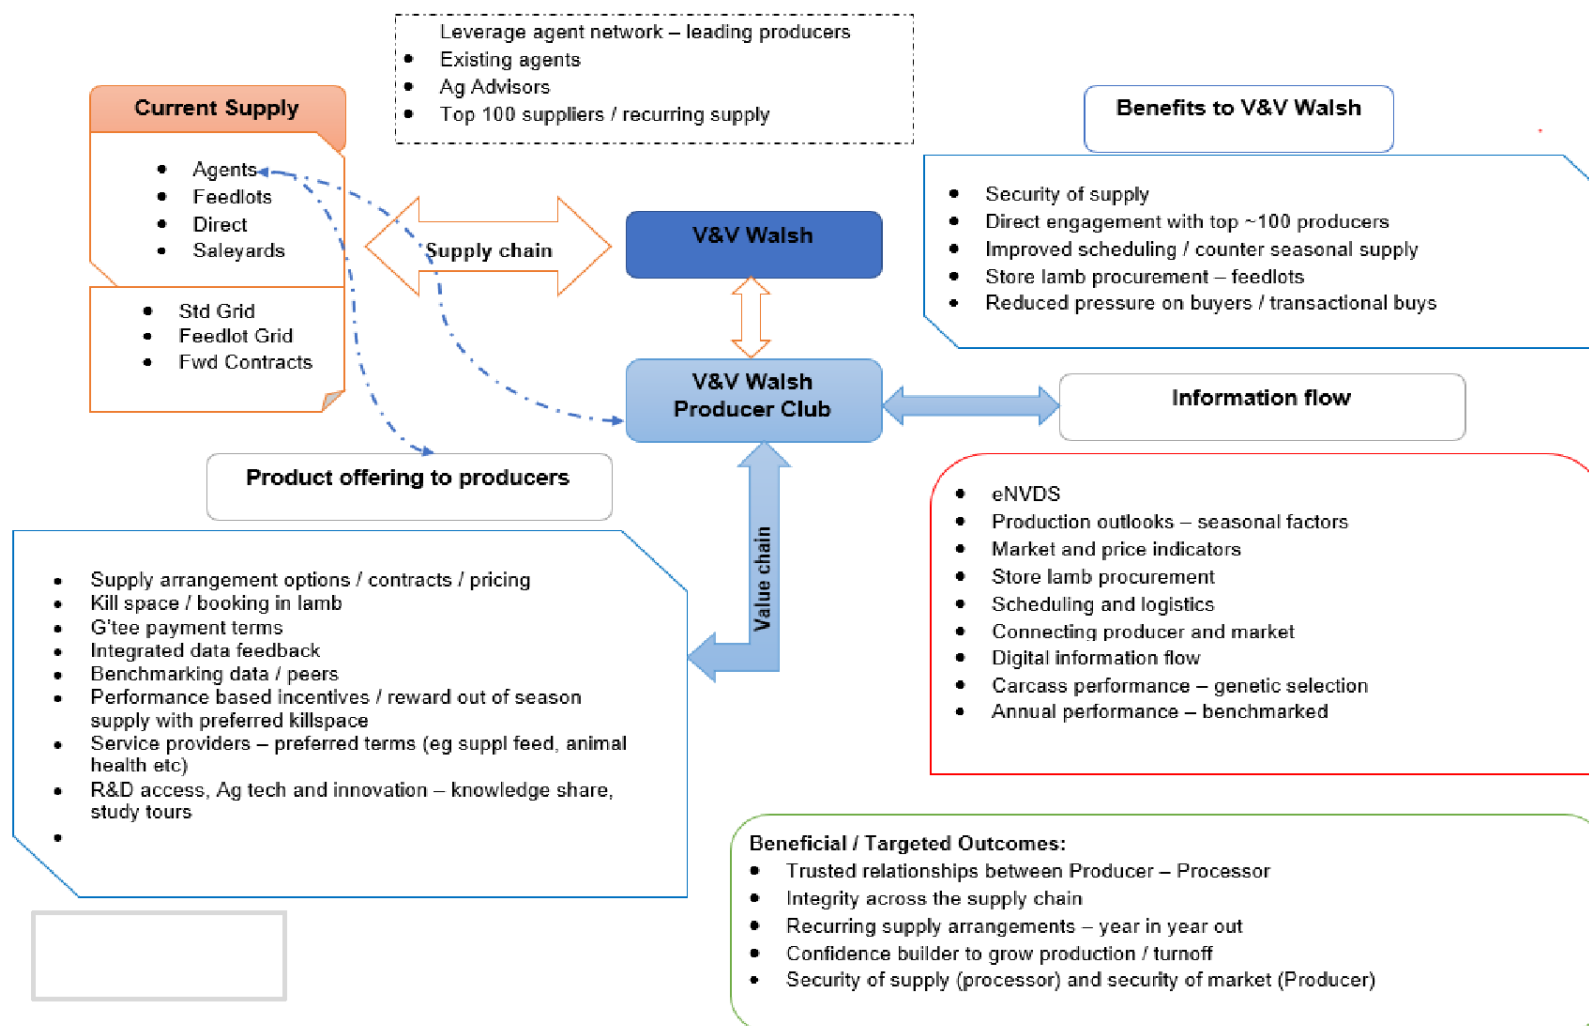 Leverage agent network – leading producers
• Existing agents
• Ag Advisors
• Top 100 suppliers / recurring supply
Current Supply
• Agents
• Feedlots
• Direct
• Saleyards
• Std Grid
• Feedlot Grid
• Fwd Contracts
Supply chain
V&V Walsh
V&V Walsh
Producer Club
Benefits to V&V Walsh
• Security of supply
• Direct engagement with top ~100 producers
• Improved scheduling / counter seasonal supply
• Store lamb procurement – feedlots
• Reduced pressure on buyers / transactional buys
Information flow
• eNVDS
• Production outlooks – seasonal factors
• Market and price indicators
• Store lamb procurement
• Scheduling and logistics
• Connecting producer and market
• Digital information flow
• Carcass performance – genetic selection
• Annual performance – benchmarked
Product offering to producers
• Supply arrangement options / contracts / pricing
• Kill space / booking in lamb
• G'tee payment terms
• Integrated data feedback
• Benchmarking data / peers
• Performance based incentives / reward out of season
supply with preferred killspace
• Service providers – preferred terms (eg suppl feed, animal
health etc)
• R&D access, Ag tech and innovation – knowledge share,
study tours
•
Value chain
Beneficial / Targeted Outcomes:
• Trusted relationships between Producer – Processor
• Integrity across the supply chain
• Recurring supply arrangements – year in year out
• Confidence builder to grow production / turnoff
• Security of supply (processor) and security of market (Producer)